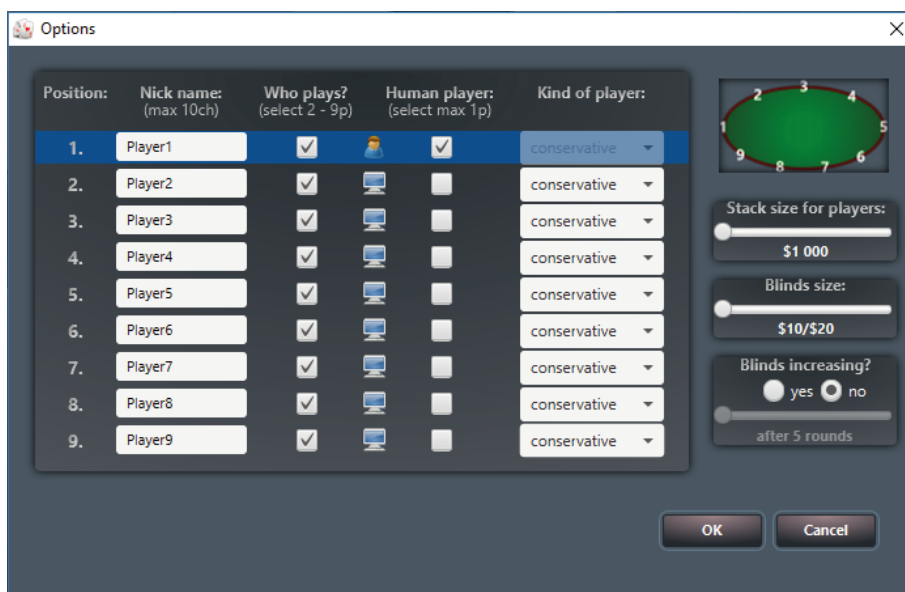 Options
Position: Nick name: Who plays? Human player: Kind of player:
(max 10ch) (select 2 - 9p) (select max 1p)
1. Player1 conservative
2. Player2 conservative
3. Player3 conservative
4. Player4 conservative
5. Player5 conservative
6. Player6 conservative
7. Player7 conservative
8. Player8 conservative
9. Player9 conservative
2 3 4
1 5
9 8 7 6
Stack size for players:
$1 000
Blinds size:
$10/$20
Blinds increasing?
yes no
after 5 rounds
OK Cancel